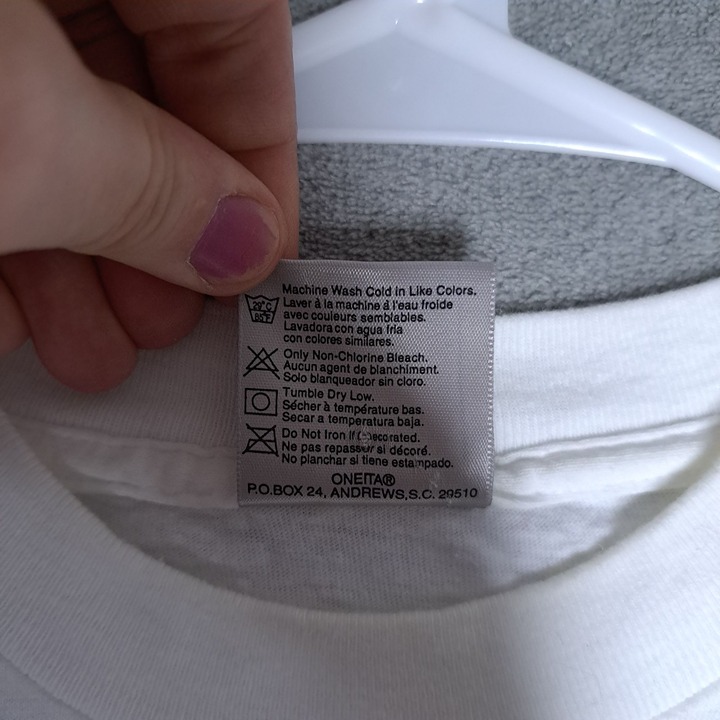 Machine Wash Cold in Like Colors.
Laver à la machine à l'eau froide
avec couleurs semblables.
Lavadora con agua fria
con colores similares.
29°C
85°F
Only Non-Chlorine Bleach.
Aucun agent de blanchiment.
Solo blanqueador sin cloro.
Tumble Dry Low.
Sécher à température bas.
Secar a temperatura baja.
Do Not Iron If Decorated.
Ne pas repasser si décoré.
No planchar si tiene estampado.
ONEITA®
P.O.BOX 24, ANDREWS,S.C. 29510